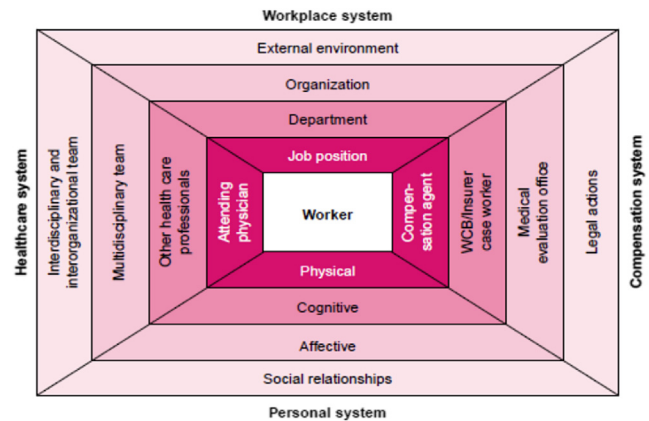 Workplace system
External environment
Organization
Department
Job position
Healthcare system
Interdisciplinary and
interorganizational team
Multidisciplinary team
Other health care
professionals
Attending
physician
Worker
Compen-
sation agent
WCB/Insurer
case worker
Medical
evaluation office
Legal actions
Compensation system
Physical
Cognitive
Affective
Social relationships
Personal system